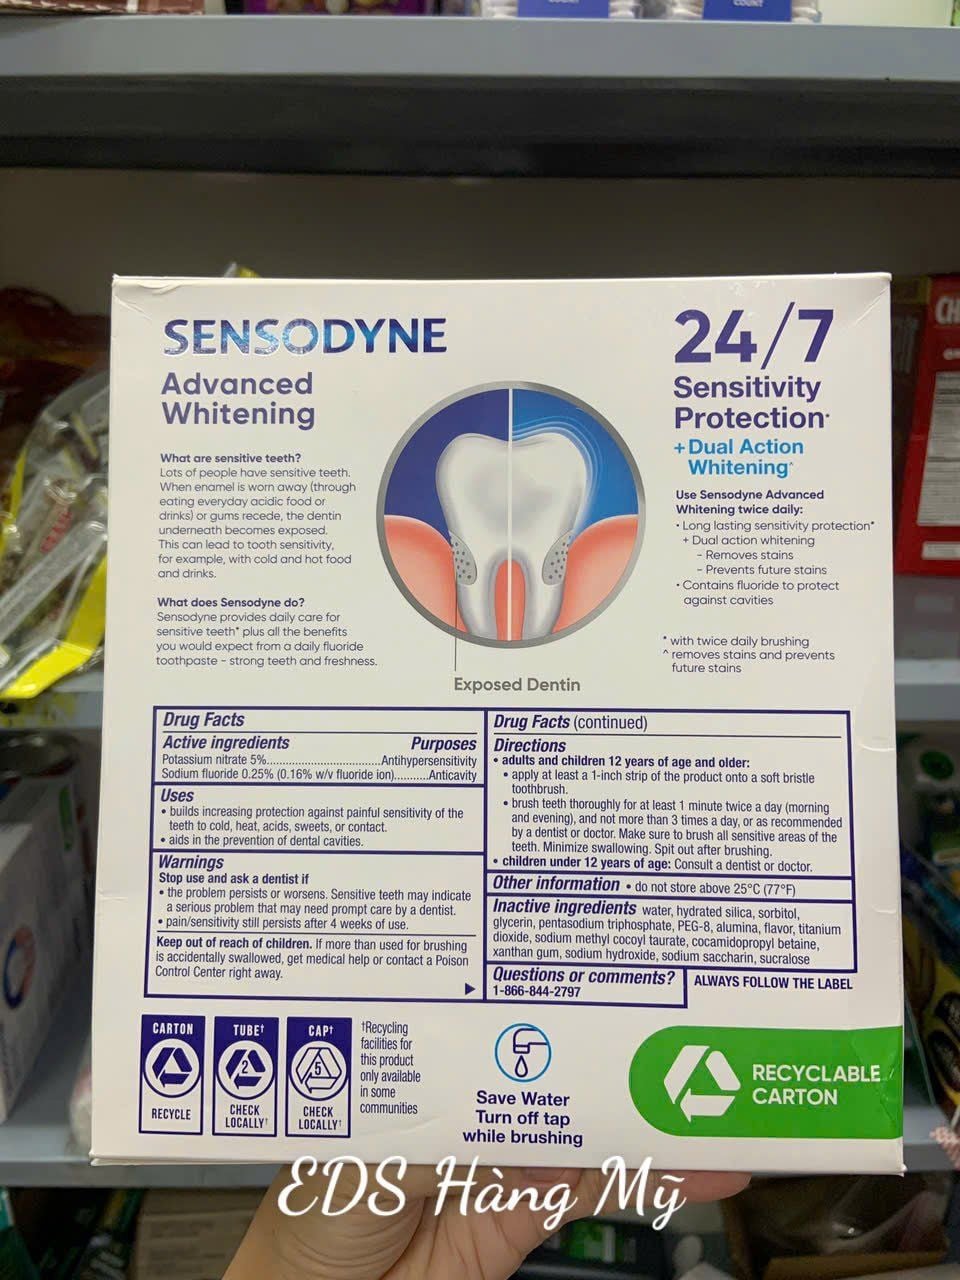 COUNT
SENSODYNE
Advanced
Whitening
What are sensitive teeth?
Lots of people have sensitive teeth.
When enamel is worn away (through
eating everyday acidic food or
drinks) or gums recede, the dentin
underneath becomes exposed.
This can lead to tooth sensitivity,
for example, with cold and hot food
and drinks.
What does Sensodyne do?
Sensodyne provides daily care for
sensitive teeth* plus all the benefits
you would expect from a daily fluoride
toothpaste - strong teeth and freshness.
Exposed Dentin
24/7
Sensitivity
Protection*
+Dual Action
Whitening^
Use Sensodyne Advanced
Whitening twice daily:
• Long lasting sensitivity protection*
+ Dual action whitening
- Removes stains
- Prevents future stains
• Contains fluoride to protect
against cavities
* with twice daily brushing
^ removes stains and prevents
future stains
Drug Facts
Active ingredients Purposes
Potassium nitrate 5%..............................Antihypersensitivity
Sodium fluoride 0.25% (0.16% w/v fluoride ion)..........Anticavity
Uses
• builds increasing protection against painful sensitivity of the
teeth to cold, heat, acids, sweets, or contact.
• aids in the prevention of dental cavities.
Warnings
Stop use and ask a dentist if
• the problem persists or worsens. Sensitive teeth may indicate
a serious problem that may need prompt care by a dentist.
• pain/sensitivity still persists after 4 weeks of use.
Keep out of reach of children. If more than used for brushing
is accidentally swallowed, get medical help or contact a Poison
Control Center right away.
Drug Facts (continued)
Directions
• adults and children 12 years of age and older:
• apply at least a 1-inch strip of the product onto a soft bristle
toothbrush.
• brush teeth thoroughly for at least 1 minute twice a day (morning
and evening), and not more than 3 times a day, or as recommended
by a dentist or doctor. Make sure to brush all sensitive areas of the
teeth. Minimize swallowing. Spit out after brushing.
• children under 12 years of age: Consult a dentist or doctor.
Other information • do not store above 25°C (77°F)
Inactive ingredients water, hydrated silica, sorbitol,
glycerin, pentasodium triphosphate, PEG-8, alumina, flavor, titanium
dioxide, sodium methyl cocoyl taurate, cocamidopropyl betaine,
xanthan gum, sodium hydroxide, sodium saccharin, sucralose
Questions or comments?
1-866-844-2797
ALWAYS FOLLOW THE LABEL
CARTON
RECYCLE
TUBE†
2
CHECK
LOCALLY†
CAP†
5
CHECK
LOCALLY†
†Recycling
facilities for
this product
only available
in some
communities
Save Water
Turn off tap
while brushing
RECYCLABLE
CARTON
EDS Hàng Mỹ